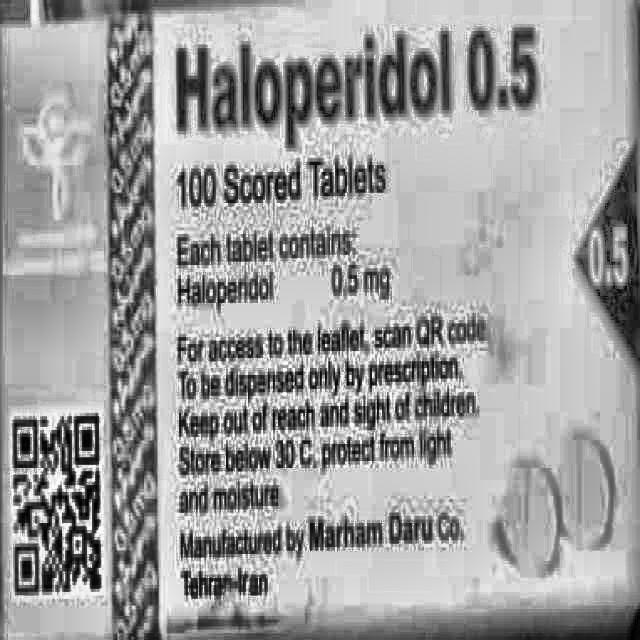 Haloperidol 0.5
100 Scored Tablets
Each tablet contains:
Haloperidol 0.5 mg
For access to the leaflet, scan QR code
To be dispensed only by prescription.
Keep out of reach and sight of children.
Store below 30 C, protect from light
and moisture
Manufactured by Marham Daru Co.
Tehran-Iran
0.5